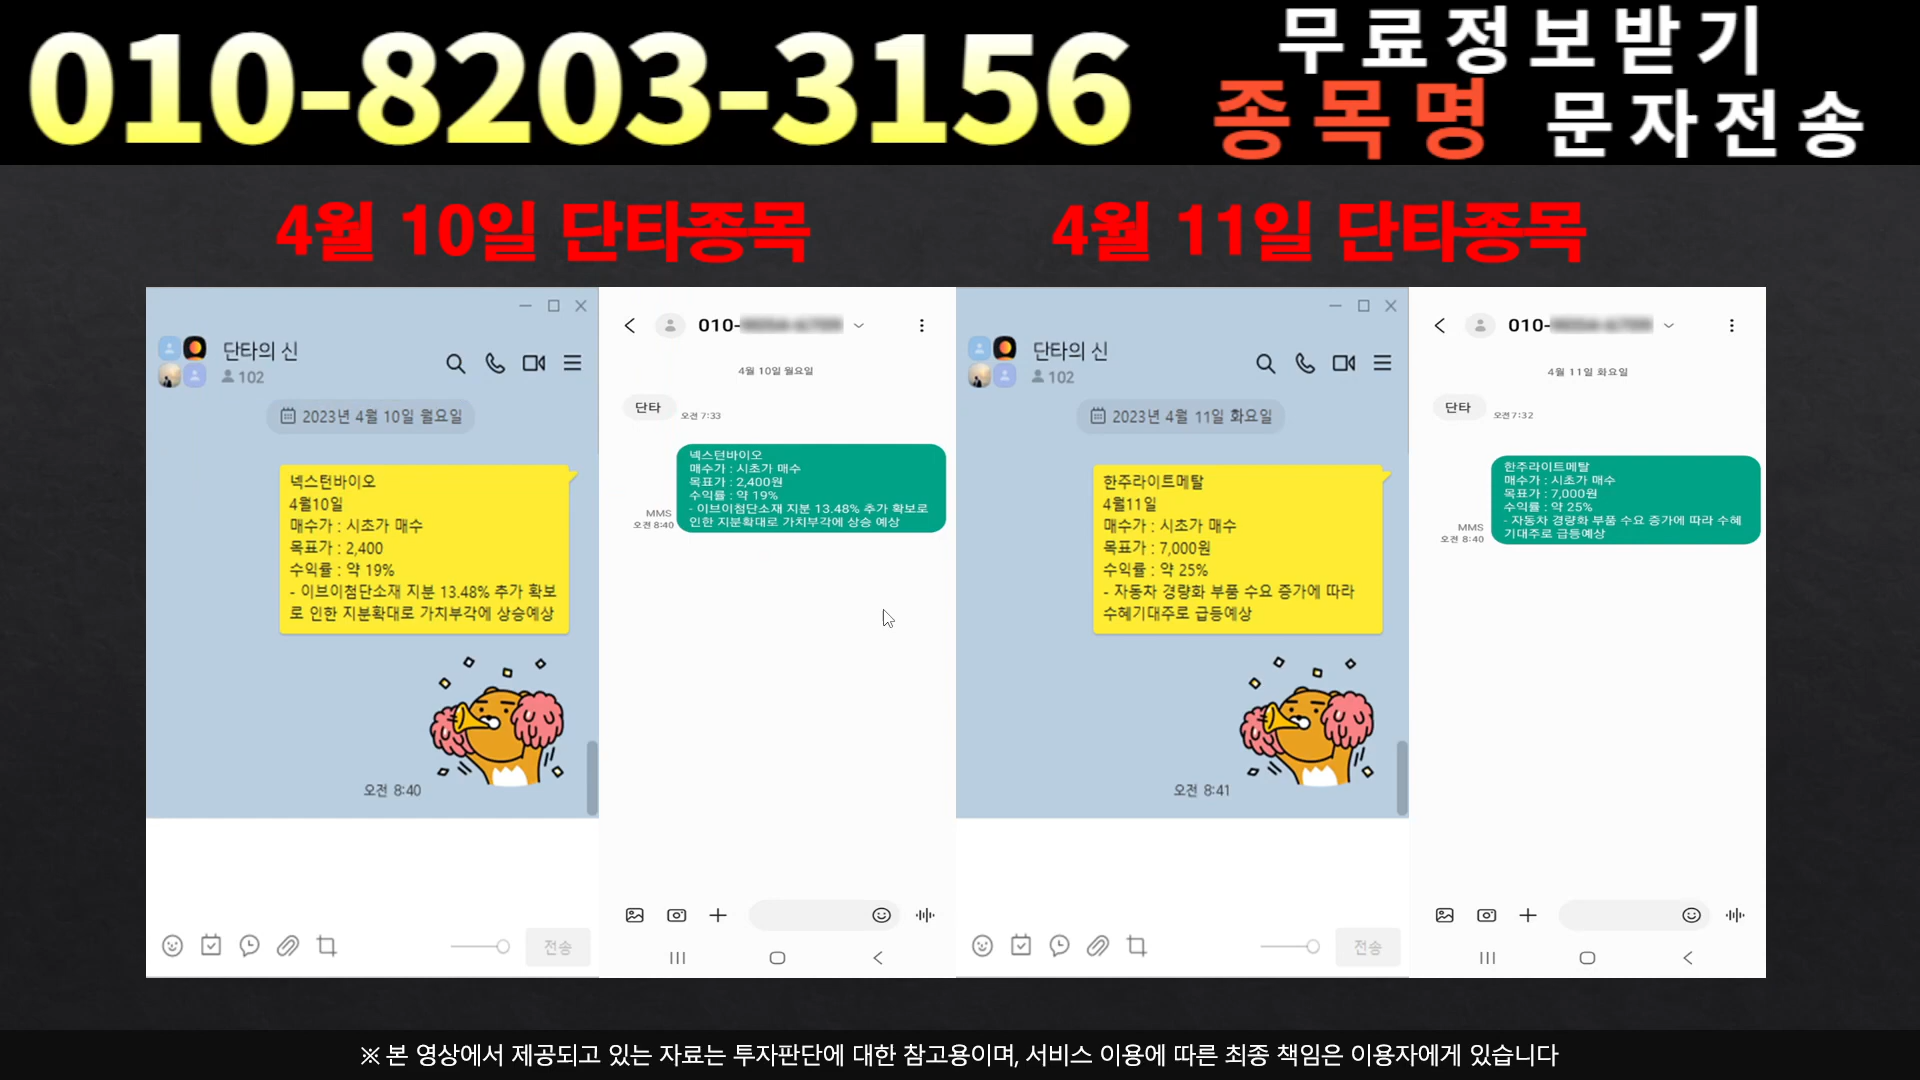 010-8203-3156
무료정보받기
종목명 문자전송
4월 10일 단타종목
4월 11일 단타종목
단타의 신
102
2023년 4월 10일 월요일
넥스턴바이오
4월10일
매수가 : 시초가 매수
목표가 : 2,400
수익률 : 약 19%
- 이브이첨단소재 지분 13.48% 추가 확보
로 인한 지분확대로 가치부각에 상승예상
오전 8:40
전송
010-
4월 10일 월요일
단타
오전 7:33
넥스턴바이오
매수가 : 시초가 매수
목표가 : 2,400원
수익률 : 약 19%
- 이브이첨단소재 지분 13.48% 추가 확보로
인한 지분확대로 가치부각에 상승 예상
MMS
오전 8:40
단타의 신
102
2023년 4월 11일 화요일
한주라이트메탈
4월11일
매수가 : 시초가 매수
목표가 : 7,000원
수익률 : 약 25%
- 자동차 경량화 부품 수요 증가에 따라
수혜기대주로 급등예상
오전 8:41
전송
010-
4월 11일 화요일
단타
오전 7:32
한주라이트메탈
매수가 : 시초가 매수
목표가 : 7,000원
수익률 : 약 25%
- 자동차 경량화 부품 수요 증가에 따라 수혜
기대주로 급등예상
MMS
오전 8:40
※ 본 영상에서 제공되고 있는 자료는 투자판단에 대한 참고용이며, 서비스 이용에 따른 최종 책임은 이용자에게 있습니다